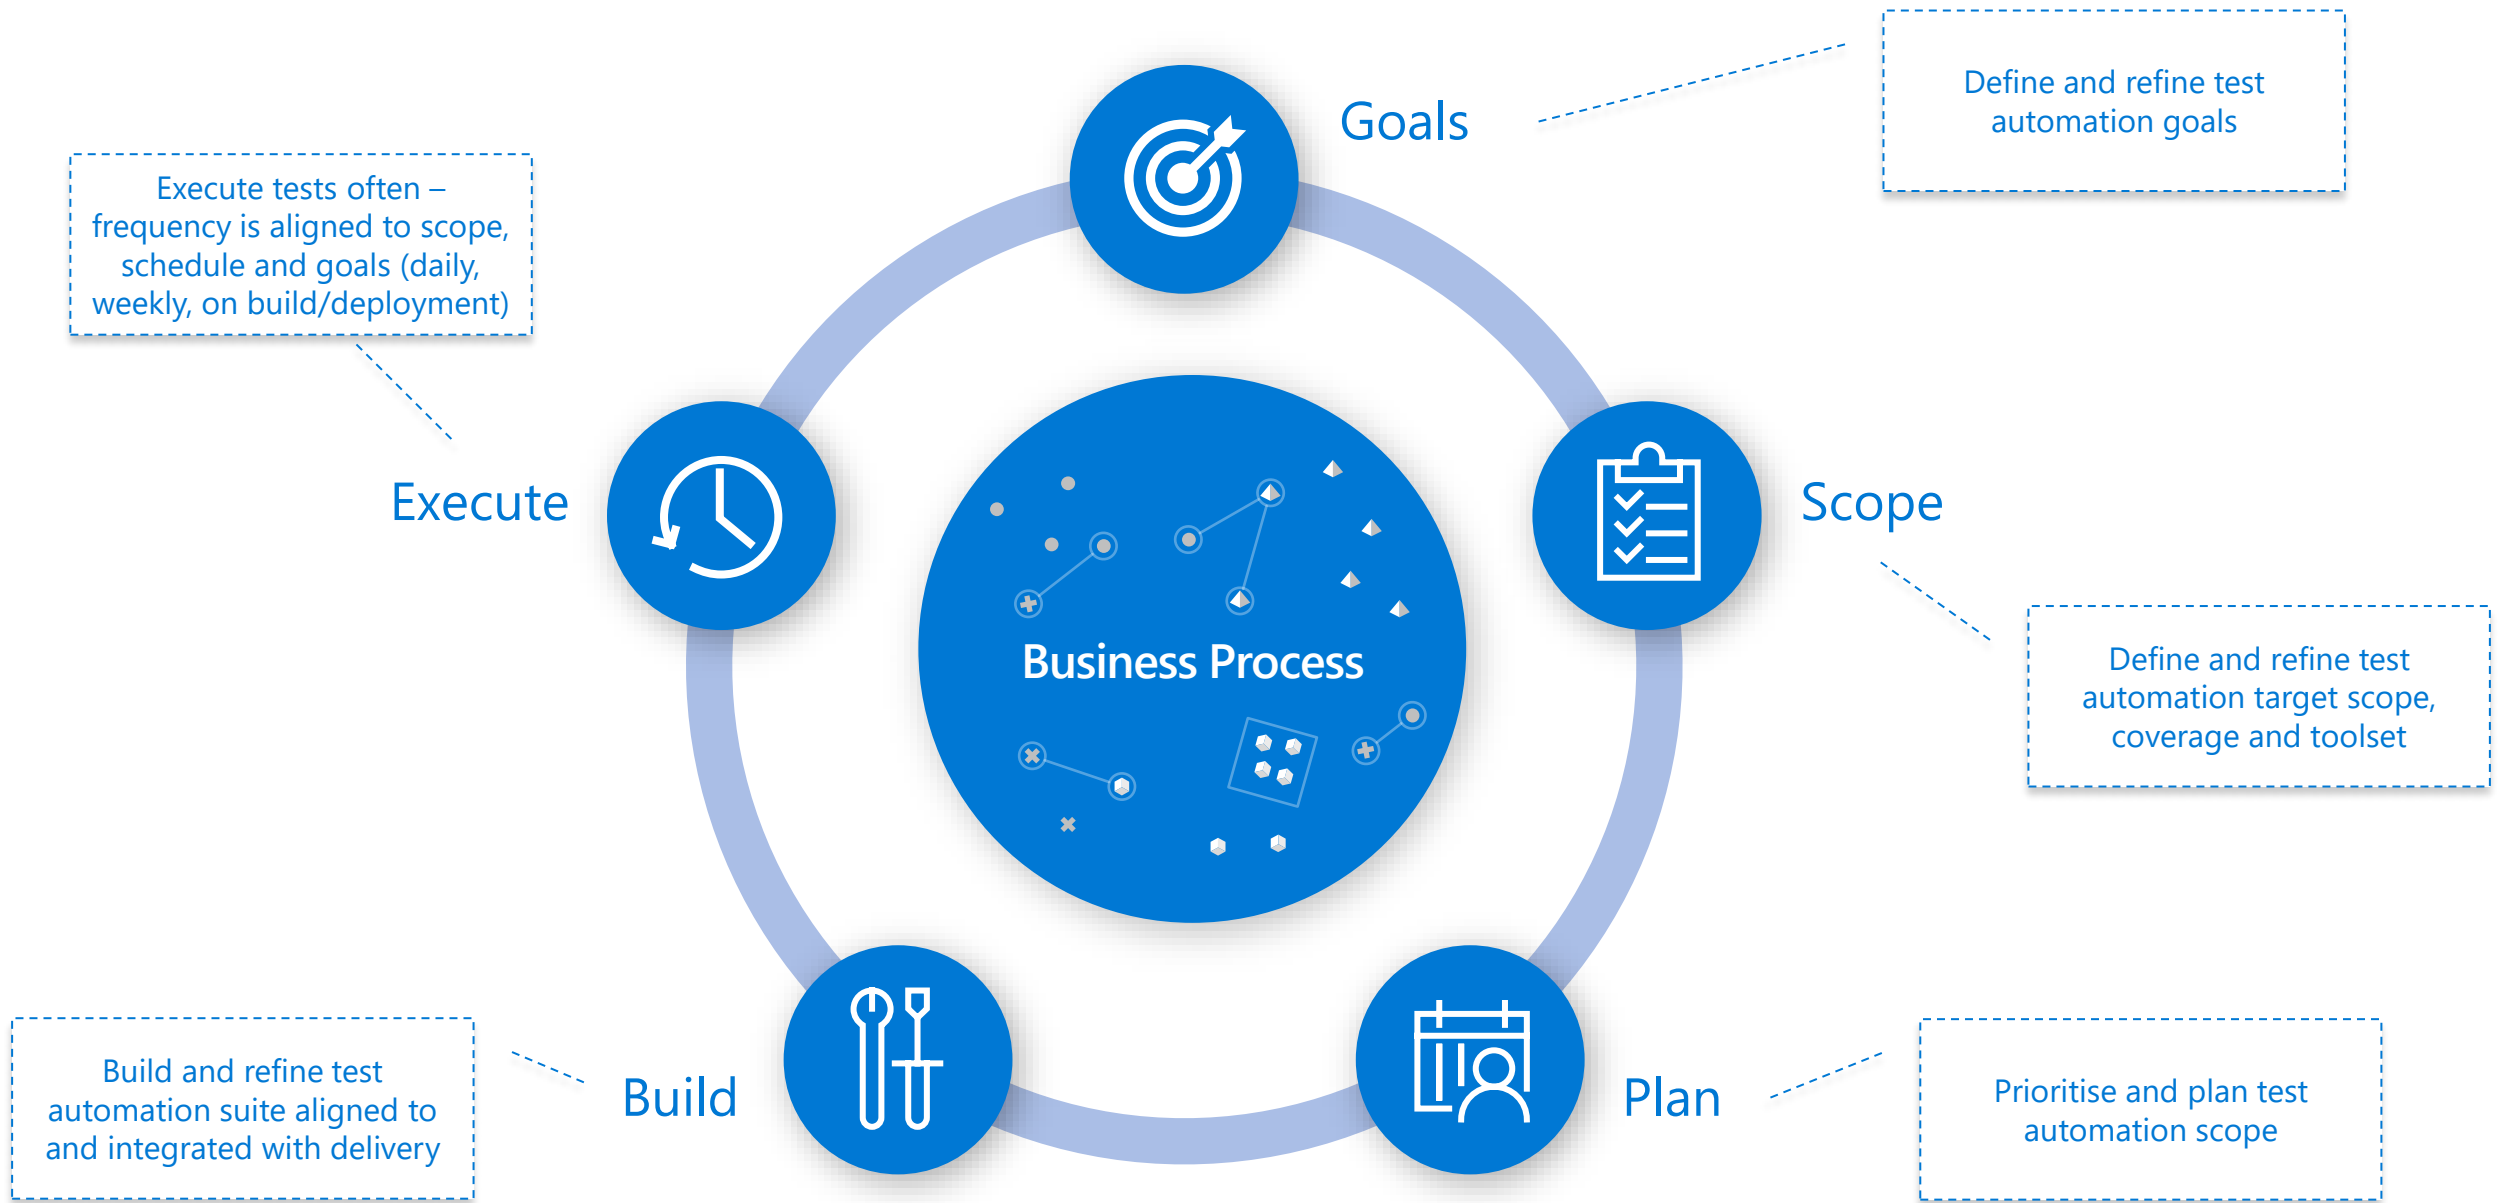 Goals
Define and refine test
automation goals
Execute tests often –
frequency is aligned to scope,
schedule and goals (daily,
weekly, on build/deployment)
Execute
Scope
Define and refine test
automation target scope,
coverage and toolset
Business Process
Build and refine test
automation suite aligned to
and integrated with delivery
Build
Plan
Prioritise and plan test
automation scope